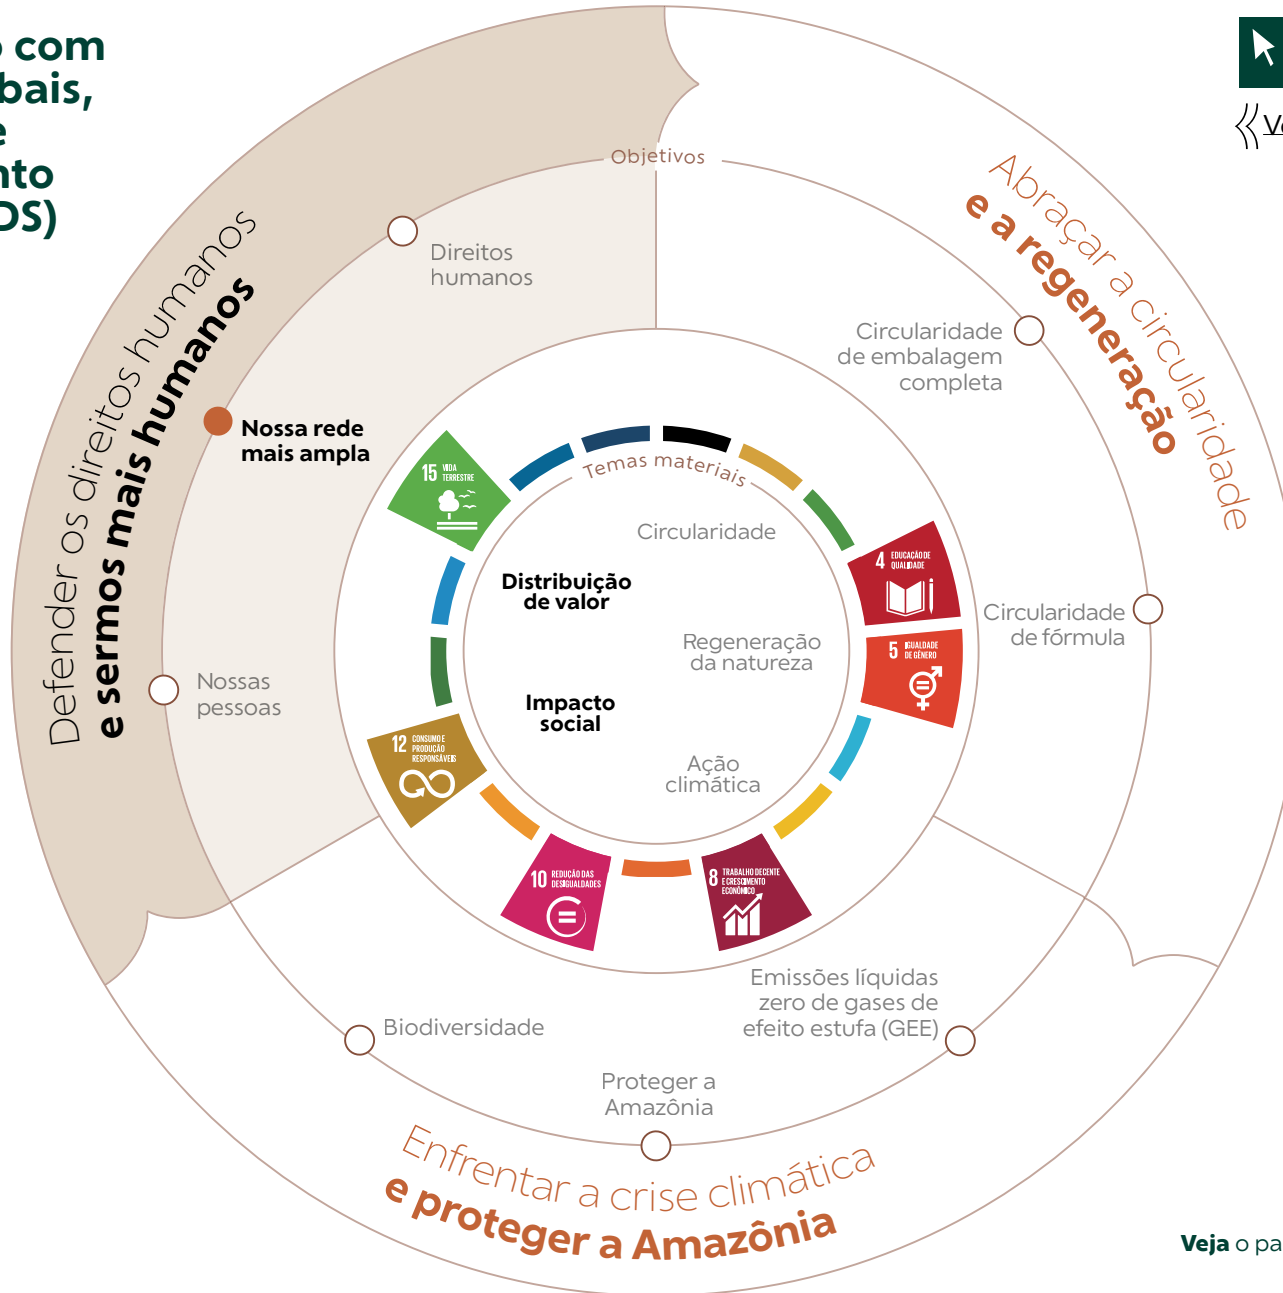 com
bais,
e
nto
DS)
Objetivos
Abraçar a circularidade
e a regeneração
Defender os direitos humanos
e sermos mais humanos
Direitos
humanos
Circularidade
de embalagem
completa
Nossa rede
mais ampla
15 VIDA
TERRESTRE
Temas materiais
Circularidade
4 EDUCAÇÃO DE
QUALIDADE
Distribuição
de valor
Circularidade
de fórmula
Regeneração
da natureza
5 IGUALDADE
DE GÊNERO
Nossas
pessoas
Impacto
social
12 CONSUMO E
PRODUÇÃO
RESPONSÁVEIS
Ação
climática
10 REDUÇÃO DAS
DESIGUALDADES
8 TRABALHO DECENTE
E CRESCIMENTO
ECONÔMICO
Emissões líquidas
zero de gases de
efeito estufa (GEE)
Biodiversidade
Proteger a
Amazônia
Enfrentar a crise climática
e proteger a Amazônia
Veja o pa